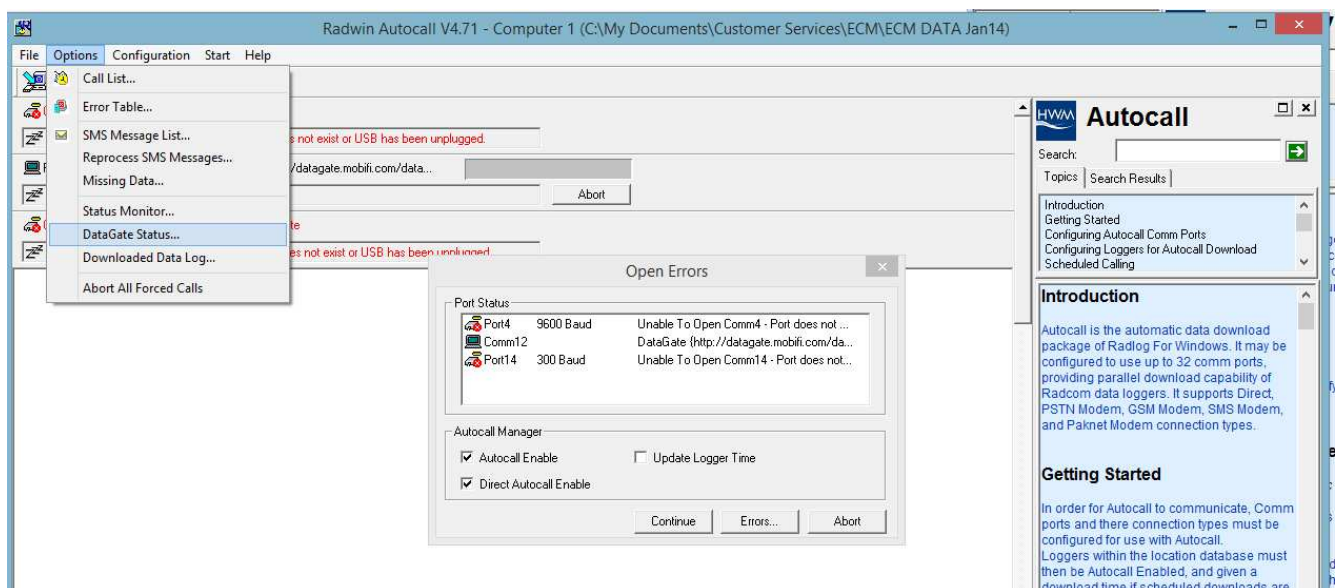 Radwin Autocall V4.71 - Computer 1 (C:\My Documents\Customer Services\ECM\ECM DATA Jan14)
File Options Configuration Start Help
Call List...
Error Table...
SMS Message List...
Reprocess SMS Messages...
Missing Data...
Status Monitor...
DataGate Status...
Downloaded Data Log...
Abort All Forced Calls
s not exist or USB has been unplugged.
/datagate.mobifi.com/data...
Abort
te
es not exist or USB has been unplugged.
Open Errors
Port Status
Port4 9600 Baud Unable To Open Comm4 - Port does not ...
Comm12 DataGate {http://datagate.mobifi.com/da...
Port14 300 Baud Unable To Open Comm14 - Port does not...
Autocall Manager
Autocall Enable Update Logger Time
Direct Autocall Enable
Continue Errors... Abort
HWM Autocall
Search:
Topics Search Results
Introduction
Getting Started
Configuring Autocall Comm Ports
Configuring Loggers for Autocall Download
Scheduled Calling
Introduction
Autocall is the automatic data download
package of Radlog For Windows. It may be
configured to use up to 32 comm ports,
providing parallel download capability of
Radcom data loggers. It supports Direct,
PSTN Modem, GSM Modem, SMS Modem,
and Paknet Modem connection types.
Getting Started
In order for Autocall to communicate, Comm
ports and there connection types must be
configured for use with Autocall.
Loggers within the location database must
then be Autocall Enabled, and given a
download time if scheduled downloads are